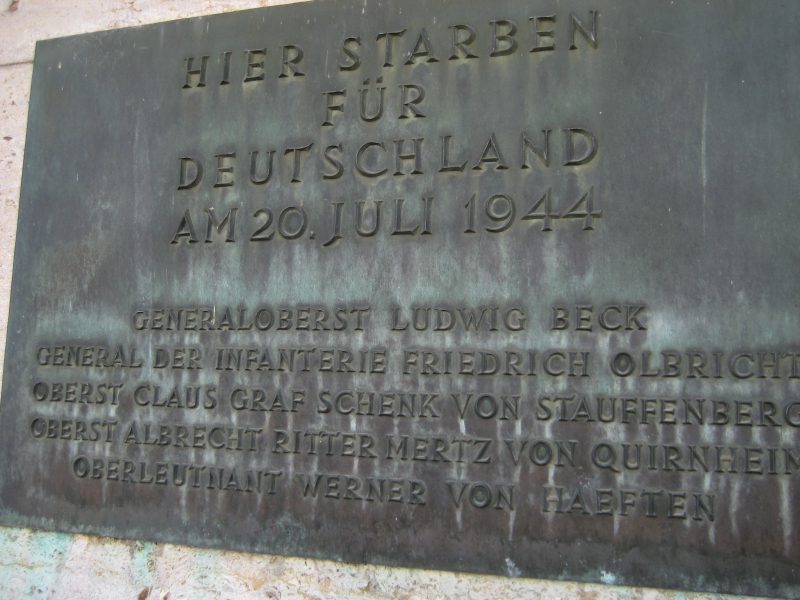 HIER STARBEN
FÜR
DEUTSCHLAND
AM 20. JULI 1944
GENERALOBERST LUDWIG BECK
GENERAL DER INFANTERIE FRIEDRICH OLBRICHT
OBERST CLAUS GRAF SCHENK VON STAUFFENBERG
OBERST ALBRECHT RITTER MERTZ VON QUIRNHEIM
OBERLEUTNANT WERNER VON HAEFTEN